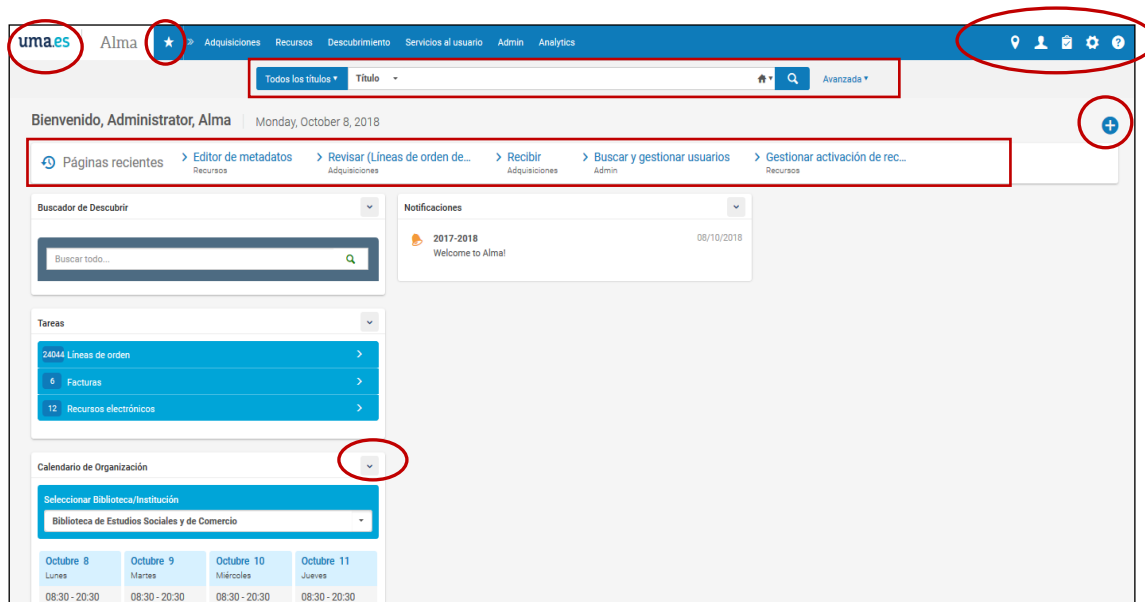 uma.es Alma Adquisiciones Recursos Descubrimiento Servicios al usuario Admin Analytics
Todos los títulos Título Avanzada
Bienvenido, Administrator, Alma Monday, October 8, 2018
Páginas recientes > Editor de metadatos > Revisar (Líneas de orden de... > Recibir > Buscar y gestionar usuarios > Gestionar activación de rec...
Recursos Adquisiciones Adquisiciones Admin Recursos
Buscador de Descubrir
Buscar todo...
Notificaciones
2017-2018 08/10/2018
Welcome to Alma!
Tareas
24044 Líneas de orden
6 Facturas
12 Recursos electrónicos
Calendario de Organización
Seleccionar Biblioteca/Institución
Biblioteca de Estudios Sociales y de Comercio
Octubre 8 Octubre 9 Octubre 10 Octubre 11
Lunes Martes Miércoles Jueves
08:30 - 20:30 08:30 - 20:30 08:30 - 20:30 08:30 - 20:30